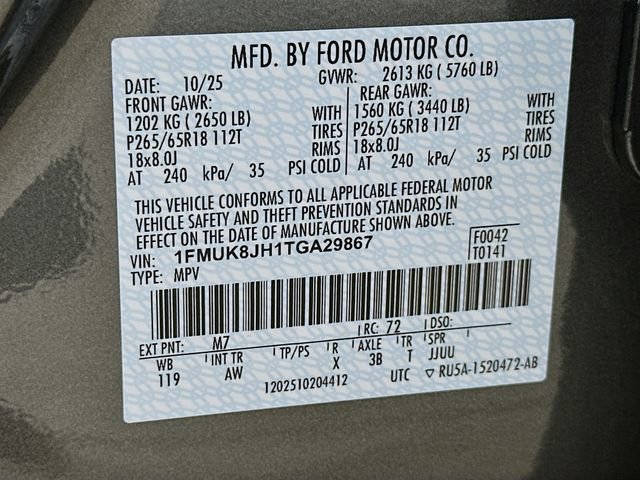 MFD. BY FORD MOTOR CO.
DATE: 10/25 GVWR: 2613 KG ( 5760 LB)
FRONT GAWR: REAR GAWR:
1202 KG ( 2650 LB) WITH 1560 KG ( 3440 LB) WITH
P265/65R18 112T TIRES P265/65R18 112T TIRES
18x8.0J RIMS 18x8.0J RIMS
AT 240 kPa/ 35 PSI COLD AT 240 kPa/ 35 PSI COLD
THIS VEHICLE CONFORMS TO ALL APPLICABLE FEDERAL MOTOR
VEHICLE SAFETY AND THEFT PREVENTION STANDARDS IN
EFFECT ON THE DATE OF MANUFACTURE SHOWN ABOVE.
VIN: 1FMUK8JH1TGA29867 F0042
TYPE: MPV T0141
EXT PNT: M7 RC: 72 DSO:
WB INT TR TP/PS R AXLE TR SPR
119 AW X 3B T JJUU
1202510204412 UTC ▽ RU5A-1520472-AB